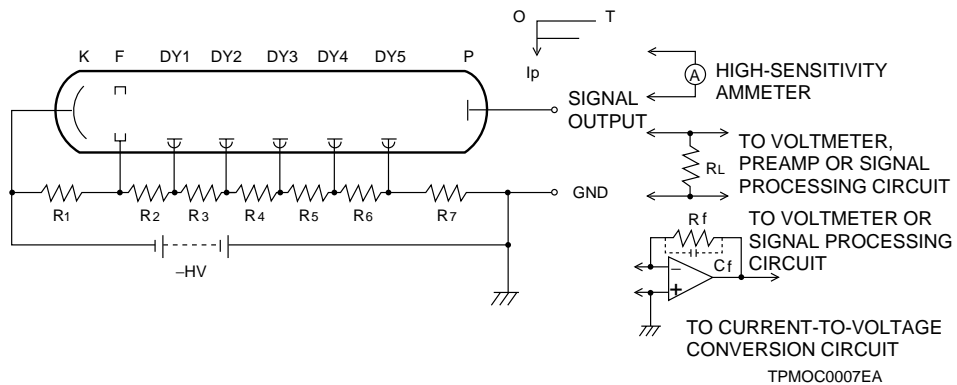 O T
Ip
K F DY1 DY2 DY3 DY4 DY5 P
A
HIGH-SENSITIVITY
AMMETER
SIGNAL
OUTPUT
RL
TO VOLTMETER,
PREAMP OR SIGNAL
PROCESSING CIRCUIT
GND
R1 R2 R3 R4 R5 R6 R7
–HV
Rf
Cf
TO VOLTMETER OR
SIGNAL PROCESSING
CIRCUIT
−
+
TO CURRENT-TO-VOLTAGE
CONVERSION CIRCUIT
TPMOC0007EA